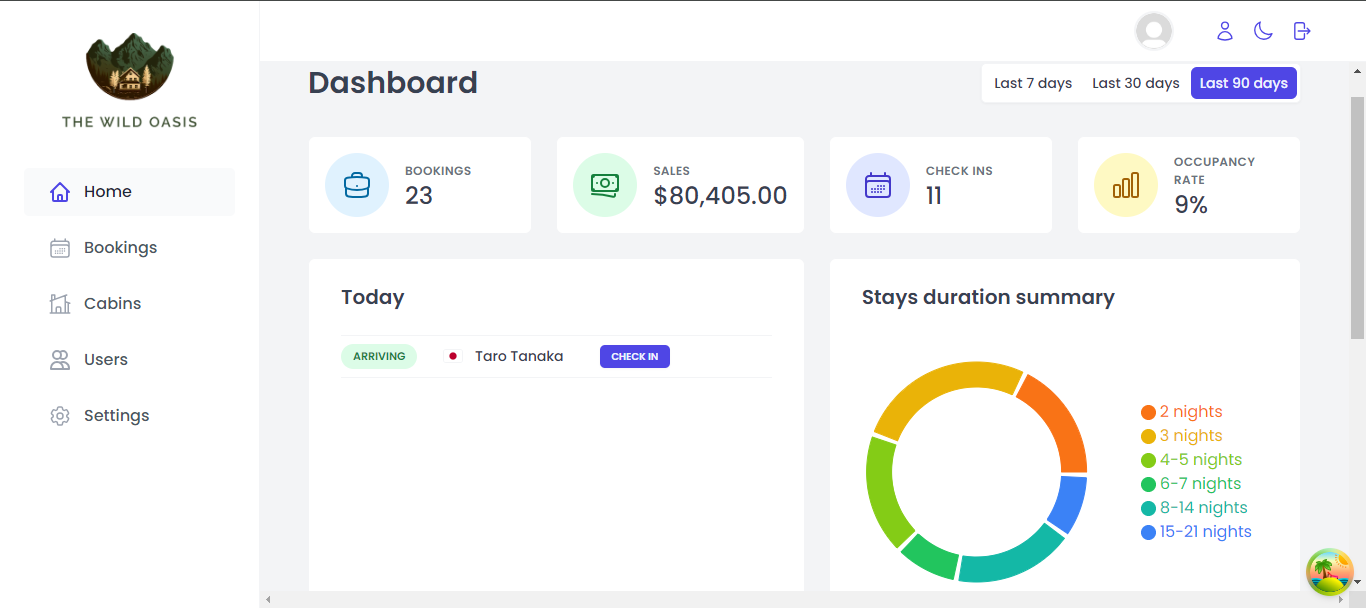 THE WILD OASIS
Home
Bookings
Cabins
Users
Settings
Dashboard
Last 7 days Last 30 days Last 90 days
BOOKINGS
23
SALES
$80,405.00
CHECK INS
11
OCCUPANCY
RATE
9%
Today
ARRIVING Taro Tanaka CHECK IN
Stays duration summary
2 nights
3 nights
4-5 nights
6-7 nights
8-14 nights
15-21 nights